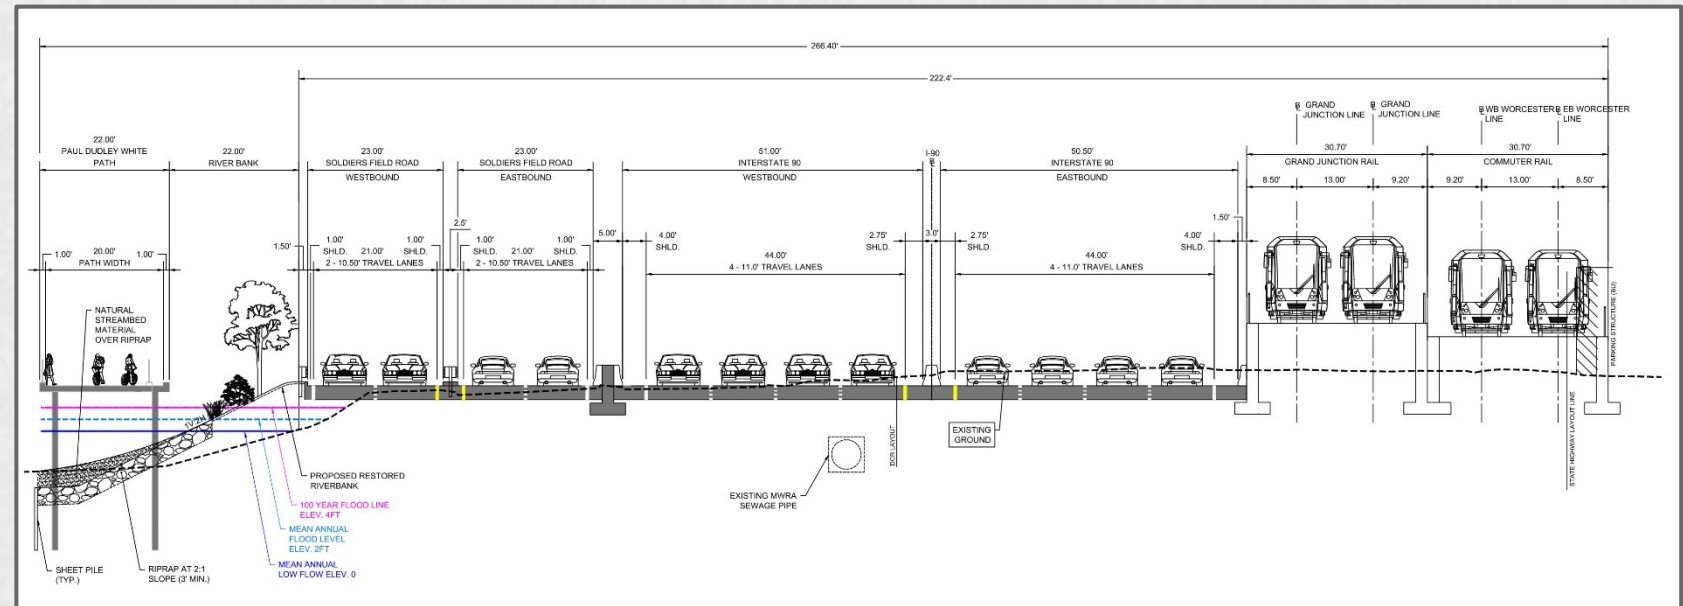 266.40'
222.4'
℄ GRAND
JUNCTION LINE
℄ GRAND
JUNCTION LINE
℄ WB WORCESTER
LINE
℄ EB WORCESTER
LINE
22.00'
PAUL DUDLEY WHITE
PATH
22.00'
RIVER BANK
23.00'
SOLDIERS FIELD ROAD
WESTBOUND
23.00'
SOLDIERS FIELD ROAD
EASTBOUND
51.00'
INTERSTATE 90
WESTBOUND
I-90
℄
50.50'
INTERSTATE 90
EASTBOUND
30.70'
GRAND JUNCTION RAIL
30.70'
COMMUTER RAIL
8.50'
13.00'
9.20'
9.20'
13.00'
8.50'
1.00'
20.00'
PATH WIDTH
1.00'
1.50'
1.00'
SHLD.
21.00'
1.00'
SHLD.
2 - 10.50' TRAVEL LANES
2.5'
1.00'
SHLD.
21.00'
1.00'
SHLD.
2 - 10.50' TRAVEL LANES
5.00'
4.00'
SHLD.
44.00'
4 - 11.0' TRAVEL LANES
2.75'
SHLD.
3.0'
2.75'
SHLD.
44.00'
4 - 11.0' TRAVEL LANES
4.00'
SHLD.
1.50'
NATURAL
STREAMBED
MATERIAL
OVER RIPRAP
1V:2H
PROPOSED RESTORED
RIVERBANK
100 YEAR FLOOD LINE
ELEV. 4FT
MEAN ANNUAL
FLOOD LEVEL
ELEV. 2FT
MEAN ANNUAL
LOW FLOW ELEV. 0
SHEET PILE
(TYP.)
RIPRAP AT 2:1
SLOPE (3' MIN.)
EXISTING MWRA
SEWAGE PIPE
DCR LAYOUT
EXISTING
GROUND
STATE HIGHWAY LAYOUT LINE
PARKING STRUCTURE (BU)